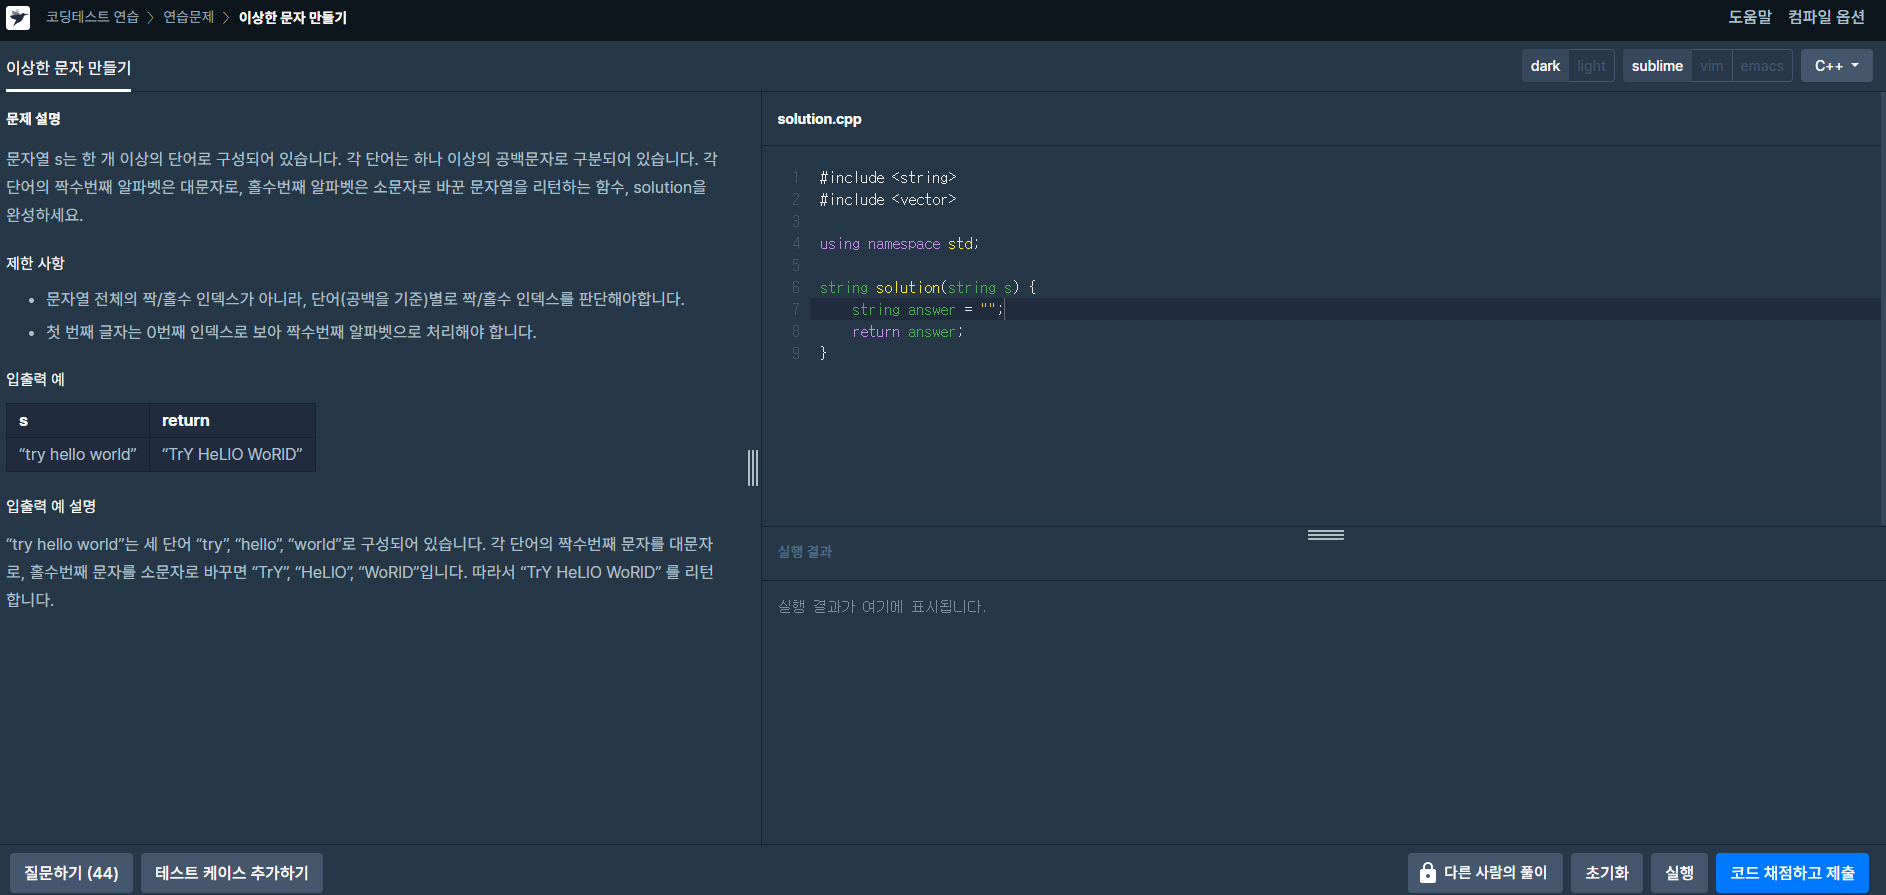 코딩테스트 연습 > 연습문제 > 이상한 문자 만들기
도움말 컴파일 옵션
이상한 문자 만들기
dark light sublime vim emacs C++
문제 설명
문자열 s는 한 개 이상의 단어로 구성되어 있습니다. 각 단어는 하나 이상의 공백문자로 구분되어 있습니다. 각
단어의 짝수번째 알파벳은 대문자로, 홀수번째 알파벳은 소문자로 바꾼 문자열을 리턴하는 함수, solution을
완성하세요.
제한 사항
• 문자열 전체의 짝/홀수 인덱스가 아니라, 단어(공백을 기준)별로 짝/홀수 인덱스를 판단해야합니다.
• 첫 번째 글자는 0번째 인덱스로 보아 짝수번째 알파벳으로 처리해야 합니다.
입출력 예
s return
“try hello world” “TrY HeLlO WoRlD”
입출력 예 설명
“try hello world”는 세 단어 “try”, “hello”, “world”로 구성되어 있습니다. 각 단어의 짝수번째 문자를 대문자
로, 홀수번째 문자를 소문자로 바꾸면 “TrY”, “HeLlO”, “WoRlD”입니다. 따라서 “TrY HeLlO WoRlD” 를 리턴
합니다.
solution.cpp
1 #include <string>
2 #include <vector>
3
4 using namespace std;
5
6 string solution(string s) {
7 string answer = "";
8 return answer;
9 }
실행 결과
실행 결과가 여기에 표시됩니다.
질문하기 (44) 테스트 케이스 추가하기
다른 사람의 풀이 초기화 실행 코드 채점하고 제출